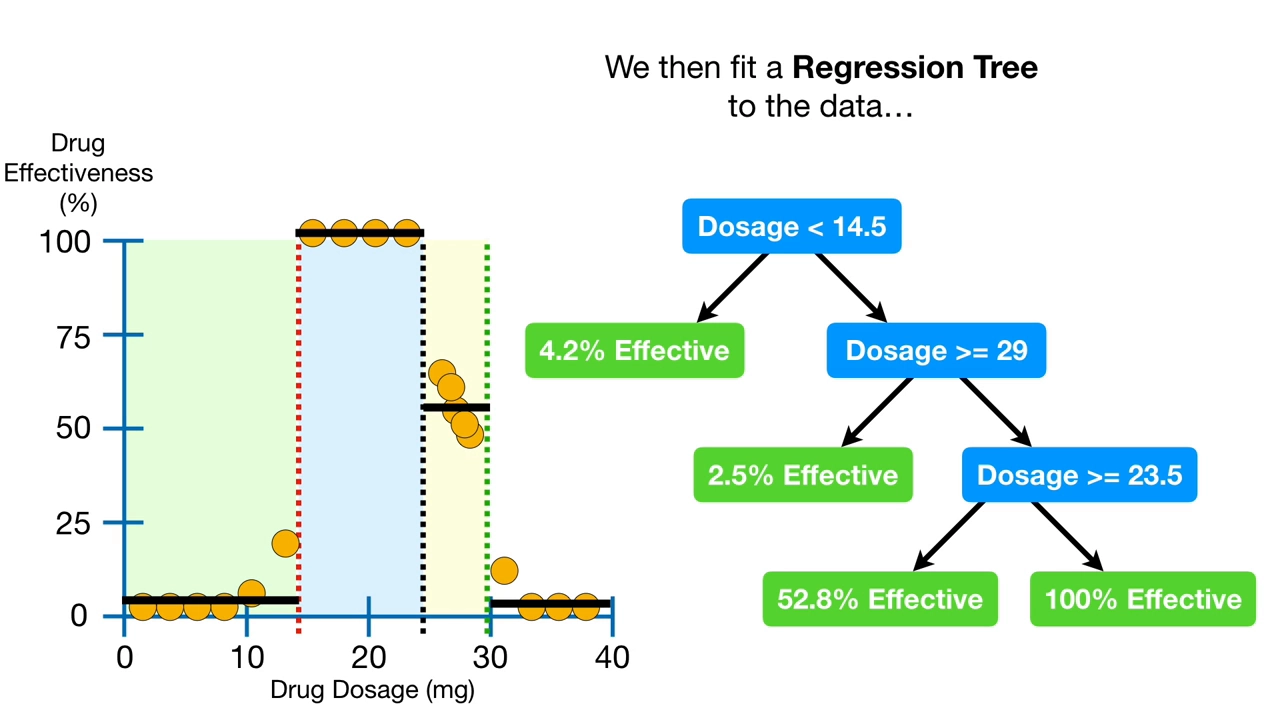 We then fit a Regression Tree
to the data…
Drug
Effectiveness
(%)
100
75
50
25
0
0 10 20 30 40
Drug Dosage (mg)
Dosage < 14.5
4.2% Effective
Dosage >= 29
2.5% Effective
Dosage >= 23.5
52.8% Effective
100% Effective